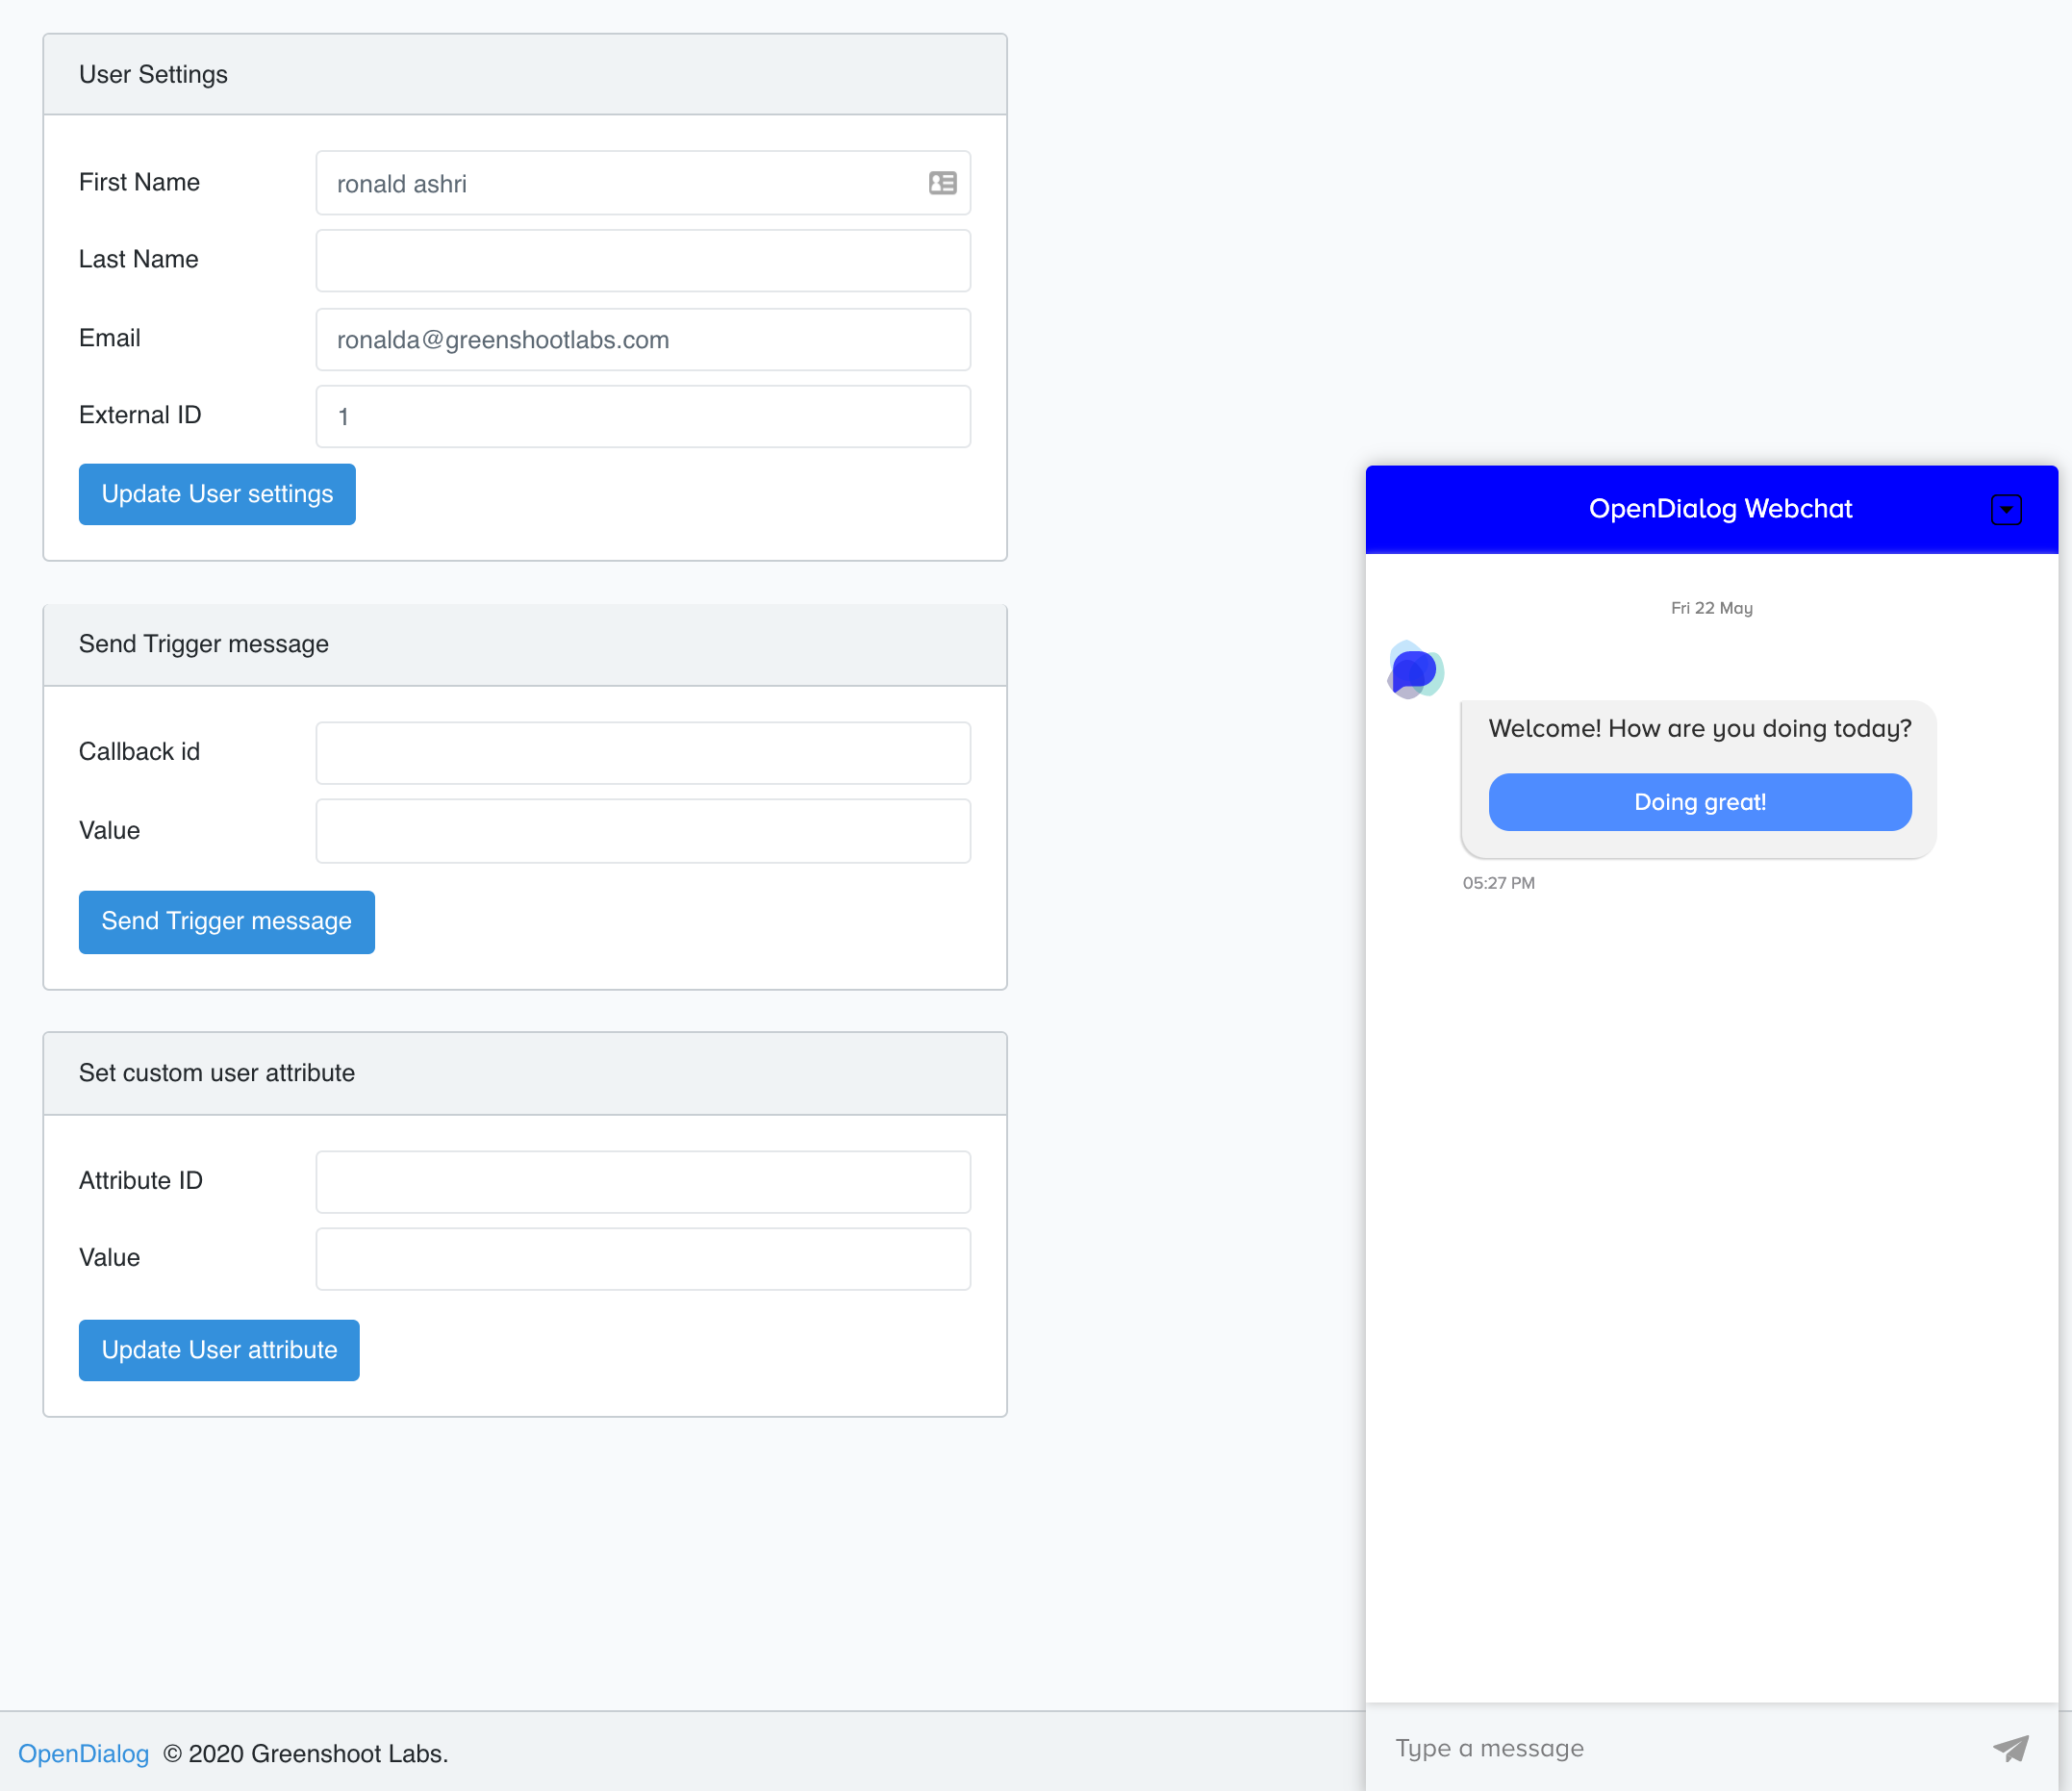 User Settings
First Name
ronald ashri
Last Name
Email
ronalda@greenshootlabs.com
External ID
1
Update User settings
Send Trigger message
Callback id
Value
Send Trigger message
Set custom user attribute
Attribute ID
Value
Update User attribute
OpenDialog © 2020 Greenshoot Labs.
OpenDialog Webchat
Fri 22 May
Welcome! How are you doing today?
Doing great!
05:27 PM
Type a message